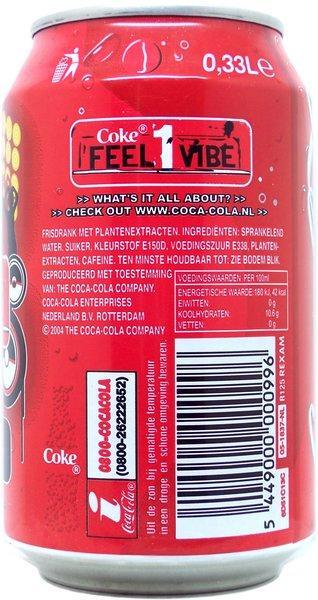 0,33L℮
Coke®
FEEL 1 VIBE
>> WHAT'S IT ALL ABOUT? >>
>> CHECK OUT WWW.COCA-COLA.NL >>
FRISDRANK MET PLANTENEXTRACTEN. INGREDIËNTEN: SPRANKELEND
WATER, SUIKER, KLEURSTOF E150D, VOEDINGSZUUR E338, PLANTEN-
EXTRACTEN, CAFEINE. TEN MINSTE HOUDBAAR TOT: ZIE BODEM BLIK.
GEPRODUCEERD MET TOESTEMMING
VAN: THE COCA-COLA COMPANY.
COCA-COLA ENTERPRISES
NEDERLAND B.V. ROTTERDAM
© 2004 THE COCA-COLA COMPANY
VOEDINGSWAARDEN PER 100ml
ENERGETISCHE WAARDE: 180 kJ, 42 kcal
EIWITTEN: 0 g
KOOLHYDRATEN: 10.6 g
VETTEN: 0 g
Coke®
i
Coca-Cola®
0800-COCACOLA
(0800-26222652)
Uit de zon bij gematigde temperatuur
in een droge en schone omgeving bewaren.
5 449000 000996
05-1837-NL R125 REXAM
6D61C13C